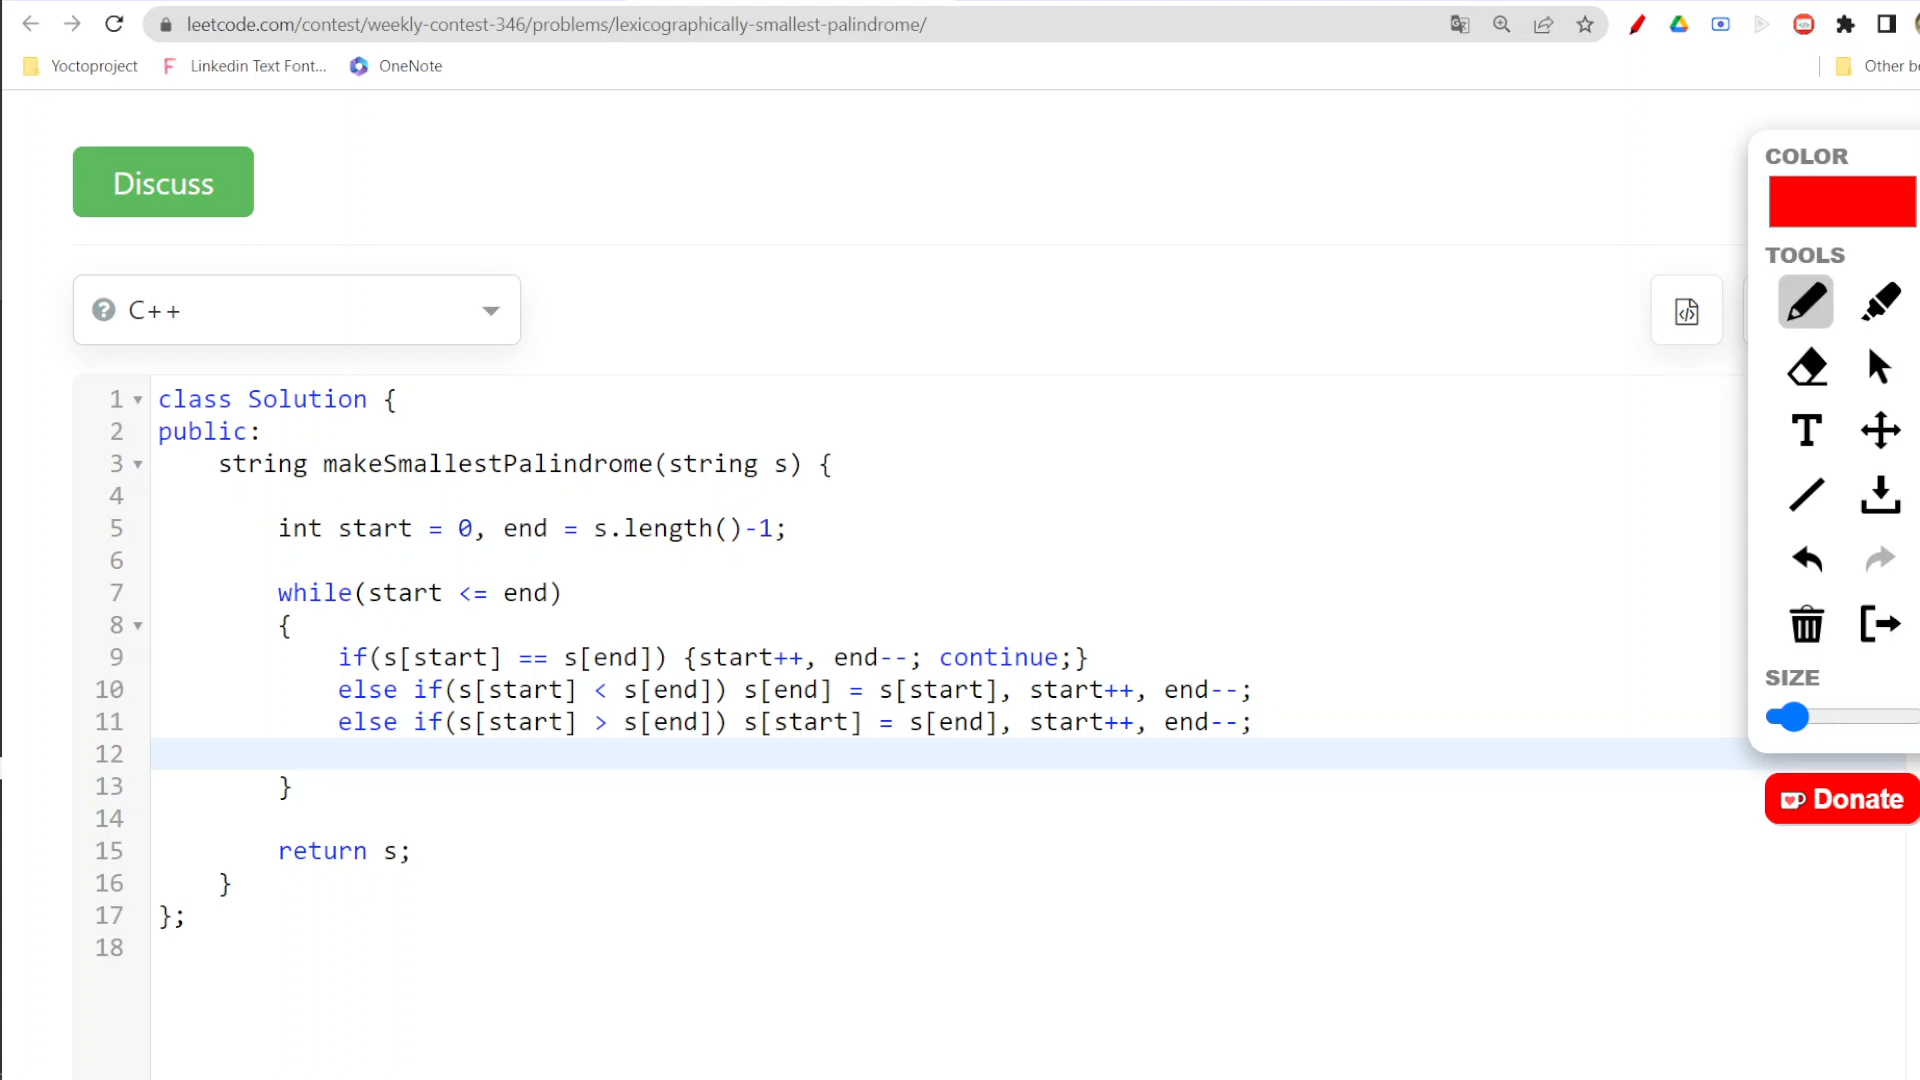 leetcode.com/contest/weekly-contest-346/problems/lexicographically-smallest-palindrome/
Yoctoproject
F Linkedin Text Font...
OneNote
Other be
Discuss
COLOR
TOOLS
? C++
T
1 class Solution {
2 public:
3 string makeSmallestPalindrome(string s) {
4
5 int start = 0, end = s.length()-1;
6
7 while(start <= end)
8 {
9 if(s[start] == s[end]) {start++, end--; continue;}
10 else if(s[start] < s[end]) s[end] = s[start], start++, end--;
11 else if(s[start] > s[end]) s[start] = s[end], start++, end--;
12
13 }
14
15 return s;
16 }
17 };
18
SIZE
Donate